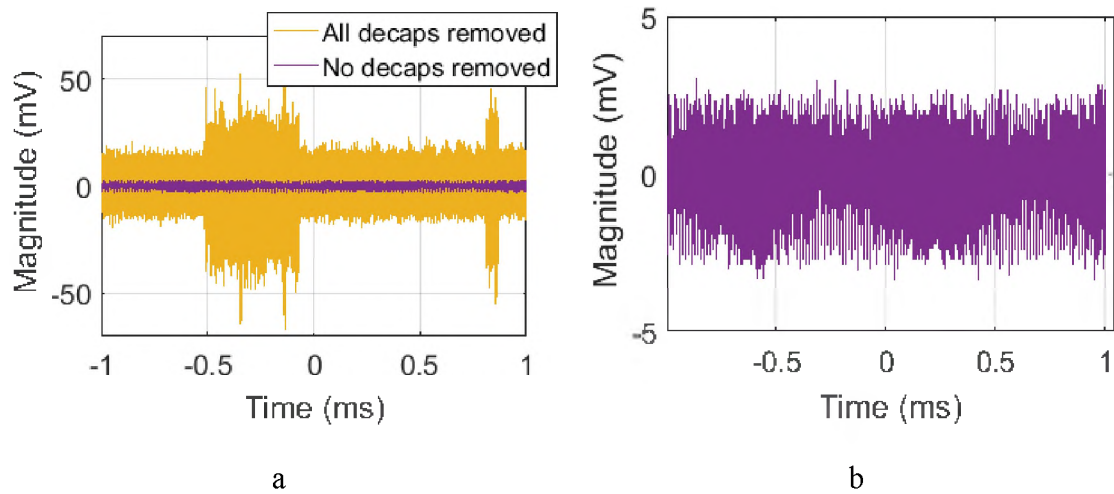 All decaps removed
No decaps removed
50
0
-50
Magnitude (mV)
-1
-0.5
0
0.5
1
Time (ms)
a
5
0
-5
Magnitude (mV)
-0.5
0
0.5
1
Time (ms)
b